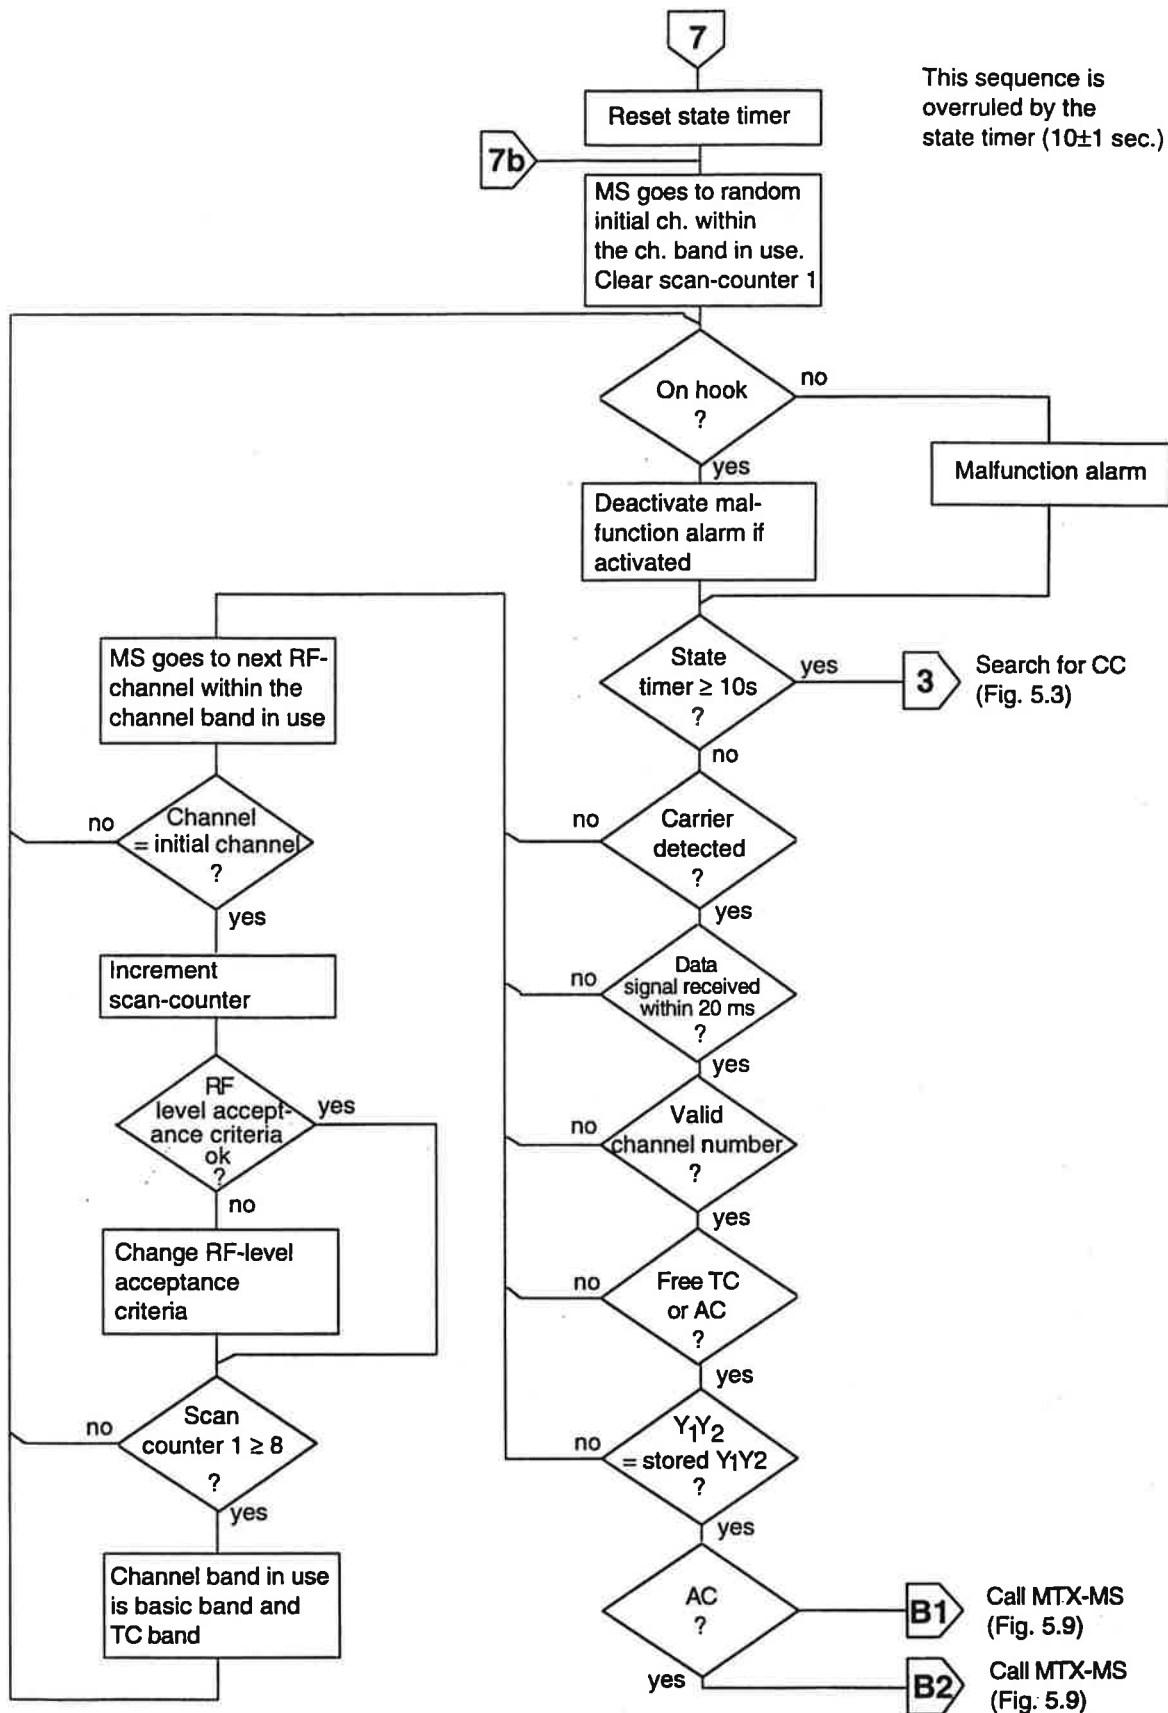 7
This sequence is
overruled by the
state timer (10±1 sec.)
Reset state timer
7b
MS goes to random
initial ch. within
the ch. band in use.
Clear scan-counter 1
On hook
?
no
yes
Malfunction alarm
Deactivate mal-
function alarm if
activated
MS goes to next RF-
channel within the
channel band in use
State
timer ≥ 10s
?
yes
3
Search for CC
(Fig. 5.3)
no
Channel
= initial channel
?
no
yes
Carrier
detected
?
no
yes
Increment
scan-counter
Data
signal received
within 20 ms
?
no
yes
RF
level accept-
ance criteria
ok
?
yes
no
Valid
channel number
?
no
yes
Change RF-level
acceptance
criteria
Free TC
or AC
?
no
yes
Scan
counter 1 ≥ 8
?
no
yes
Y₁Y₂
= stored Y1Y2
?
no
yes
Channel band in use
is basic band and
TC band
AC
?
yes
B1
Call MTX-MS
(Fig. 5.9)
B2
Call MTX-MS
(Fig. 5.9)